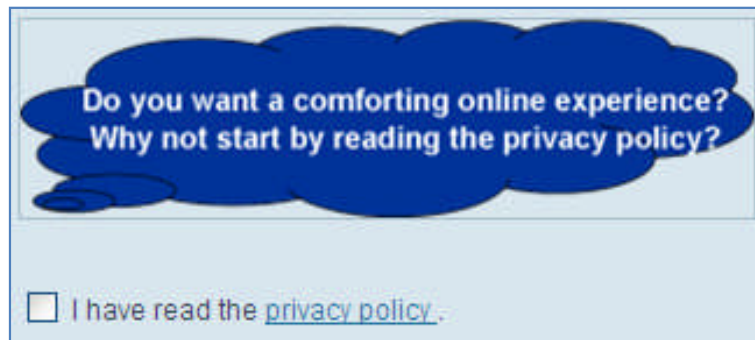 Do you want a comforting online experience?
Why not start by reading the privacy policy?
I have read the privacy policy .